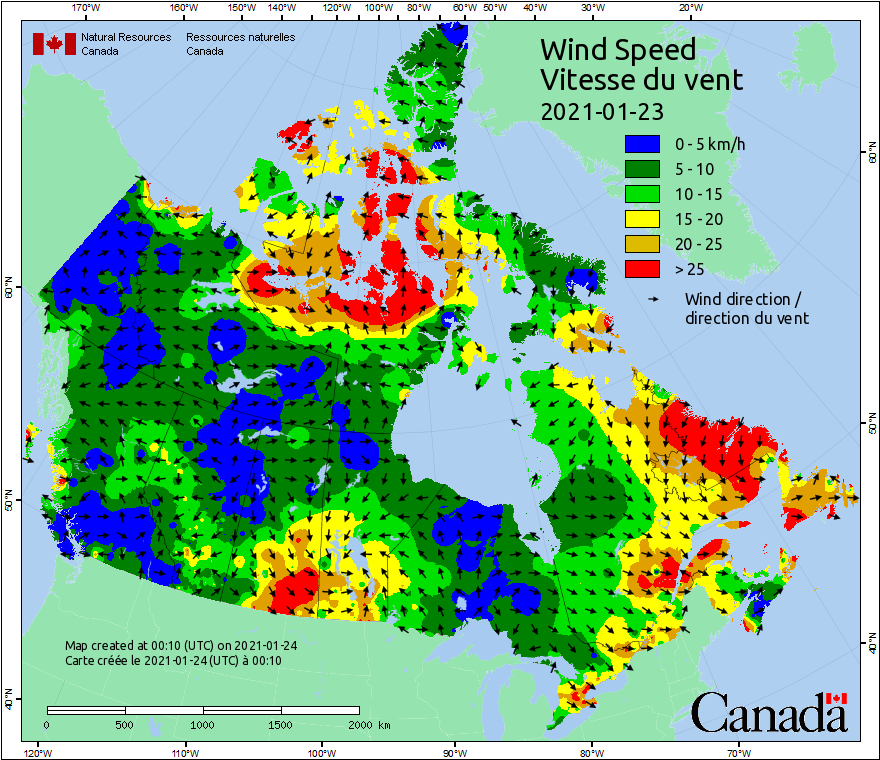 170°W 160°W 150°W 140°W 120°W 100°W 80°W 60°W 50°W 40°W 30°W 20°W
Natural Resources Canada
Ressources naturelles Canada
Wind Speed
Vitesse du vent
2021-01-23
0 - 5 km/h
5 - 10
10 - 15
15 - 20
20 - 25
> 25
Wind direction /
direction du vent
60°N
60°N
50°N
50°N
40°N
40°N
Map created at 00:10 (UTC) on 2021-01-24
Carte créée le 2021-01-24 (UTC) à 00:10
0 500 1000 1500 2000 km
Canada
120°W 110°W 100°W 90°W 80°W 70°W